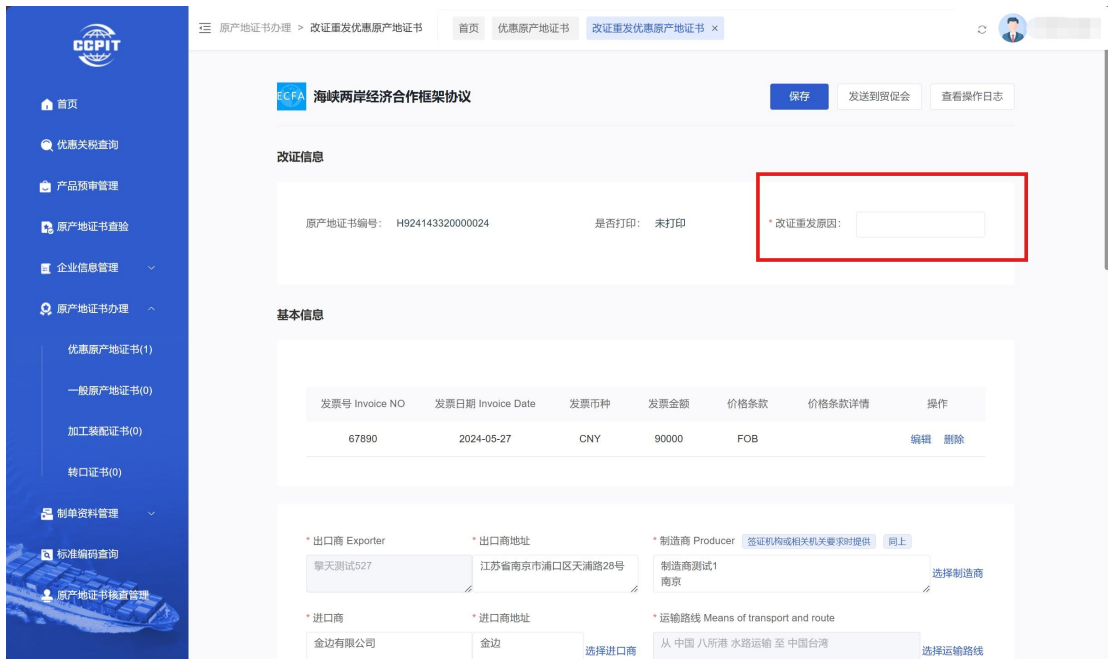 CCPIT
首页
优惠关税查询
产品预审管理
原产地证书查验
企业信息管理
原产地证书办理
优惠原产地证书(1)
一般原产地证书(0)
加工装配证书(0)
转口证书(0)
制单资料管理
标准编码查询
原产地证书核查管理
原产地证书办理 > 改证重发优惠原产地证书 首页 优惠原产地证书 改证重发优惠原产地证书 ×
ECFA 海峡两岸经济合作框架协议 保存 发送到贸促会 查看操作日志
改证信息
原产地证书编号： H924143320000024 是否打印： 未打印 * 改证重发原因：
基本信息
发票号 Invoice NO 发票日期 Invoice Date 发票币种 发票金额 价格条款 价格条款详情 操作
67890 2024-05-27 CNY 90000 FOB 编辑 删除
* 出口商 Exporter * 出口商地址 * 制造商 Producer 签证机构或相关机关要求时提供 同上
擎天测试527 江苏省南京市浦口区天浦路28号 制造商测试1
南京 选择制造商
* 进口商 * 进口商地址 * 运输路线 Means of transport and route
金边有限公司 金边 选择进口商 从 中国 八所港 水路运输 至 中国台湾 选择运输路线